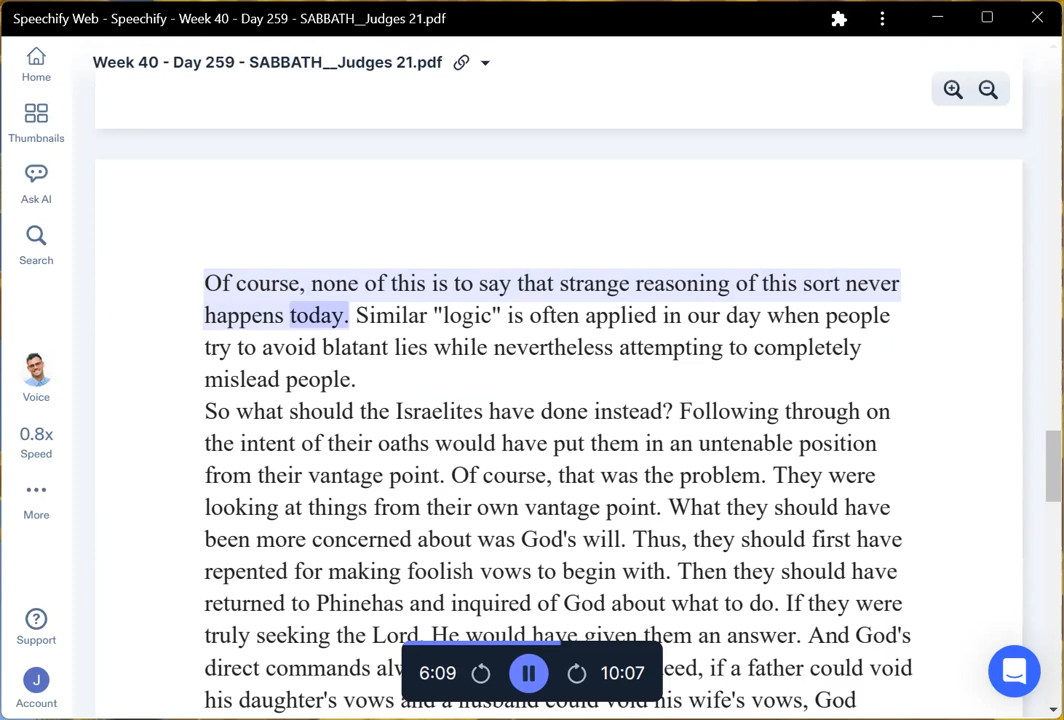 Speechify Web - Speechify - Week 40 - Day 259 - SABBATH__Judges 21.pdf
Week 40 - Day 259 - SABBATH__Judges 21.pdf
Home
Thumbnails
Ask AI
Search
Voice
0.8x
Speed
More
Support
J
Account
Of course, none of this is to say that strange reasoning of this sort never
happens today. Similar "logic" is often applied in our day when people
try to avoid blatant lies while nevertheless attempting to completely
mislead people.
So what should the Israelites have done instead? Following through on
the intent of their oaths would have put them in an untenable position
from their vantage point. Of course, that was the problem. They were
looking at things from their own vantage point. What they should have
been more concerned about was God's will. Thus, they should first have
repented for making foolish vows to begin with. Then they should have
returned to Phinehas and inquired of God about what to do. If they were
truly seeking the Lord, He would have given them an answer. And God's
direct commands if a father could void
his daughter's vows and a husband could void his wife's vows, God
6:09
10:07